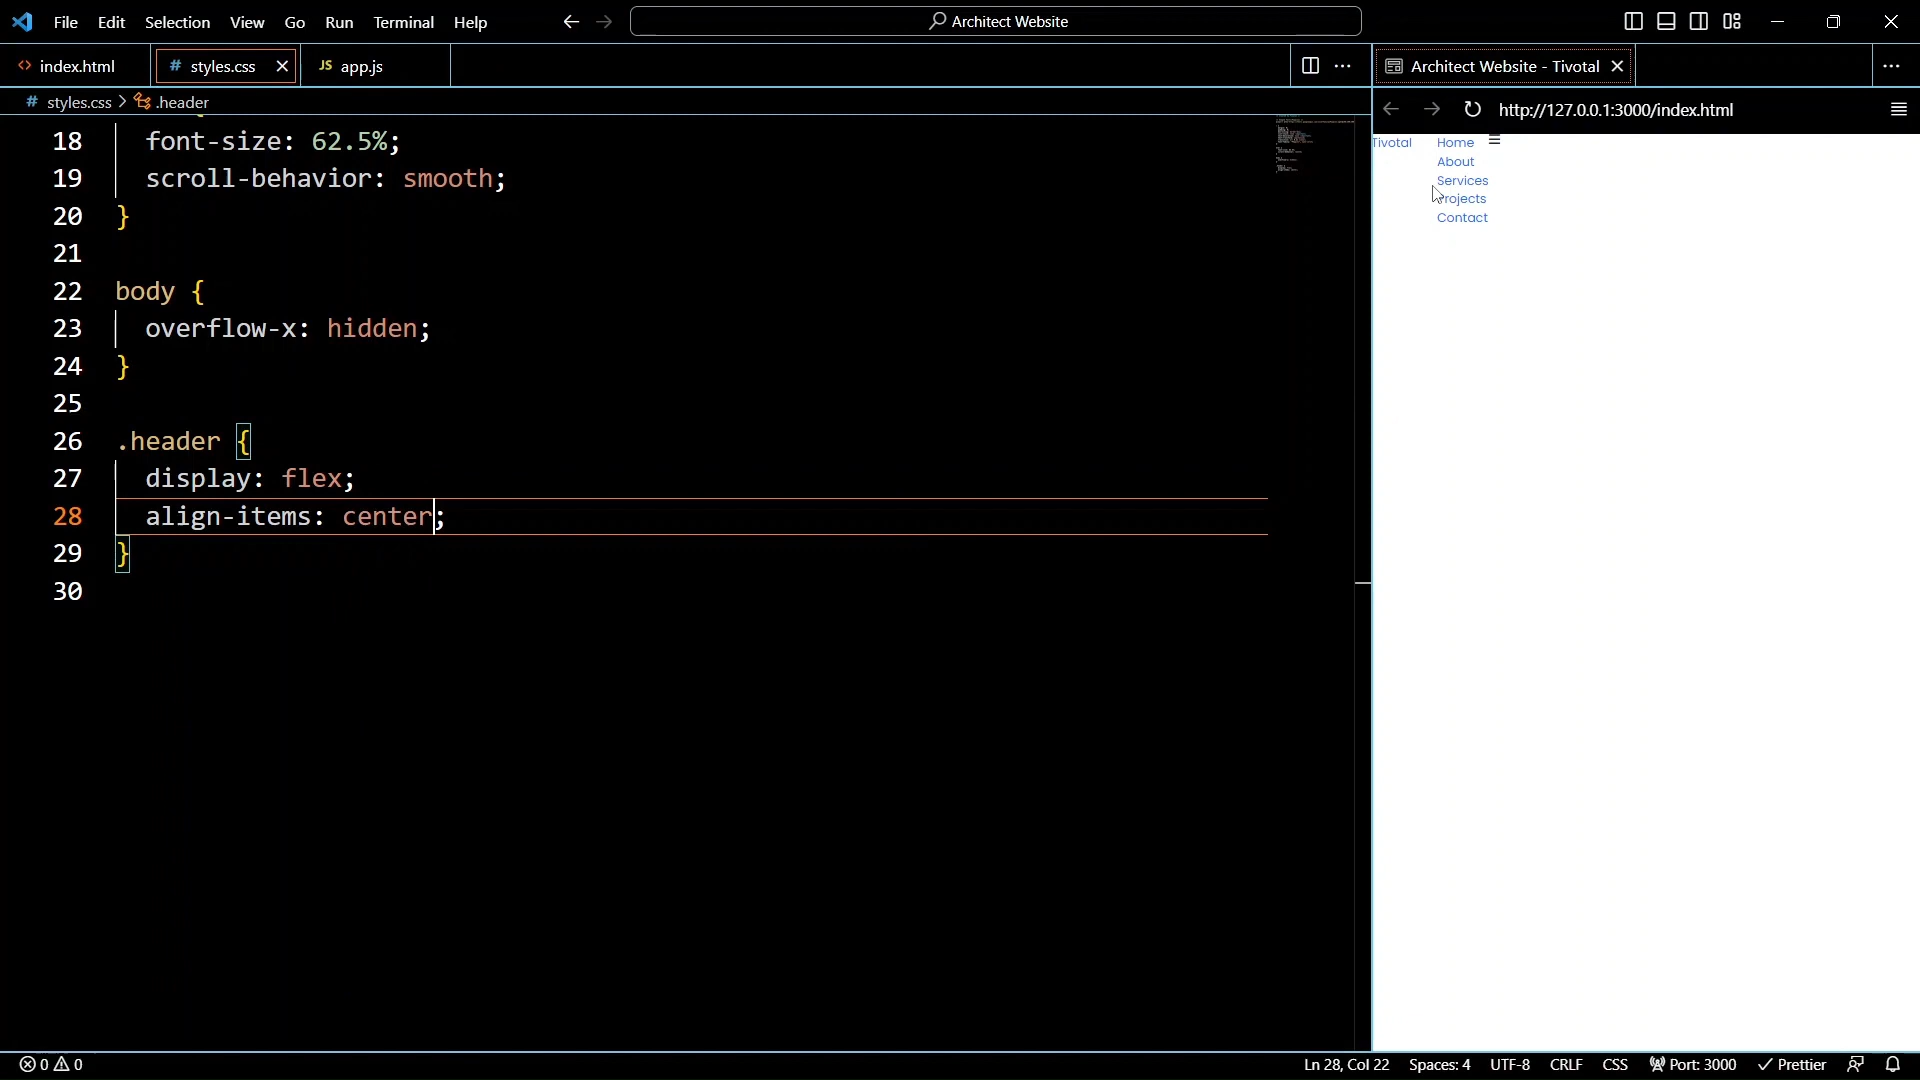 File Edit Selection View Go Run Terminal Help
Architect Website
index.html
# styles.css
JS app.js
Architect Website - Tivotal
# styles.css > .header
http://127.0.0.1:3000/index.html
18 font-size: 62.5%;
19 scroll-behavior: smooth;
20 }
21
22 body {
23 overflow-x: hidden;
24 }
25
26 .header {
27 display: flex;
28 align-items: center;
29 }
30
Tivotal
Home
About
Services
Projects
Contact
0 0
Ln 28, Col 22 Spaces: 4 UTF-8 CRLF CSS Port: 3000 Prettier